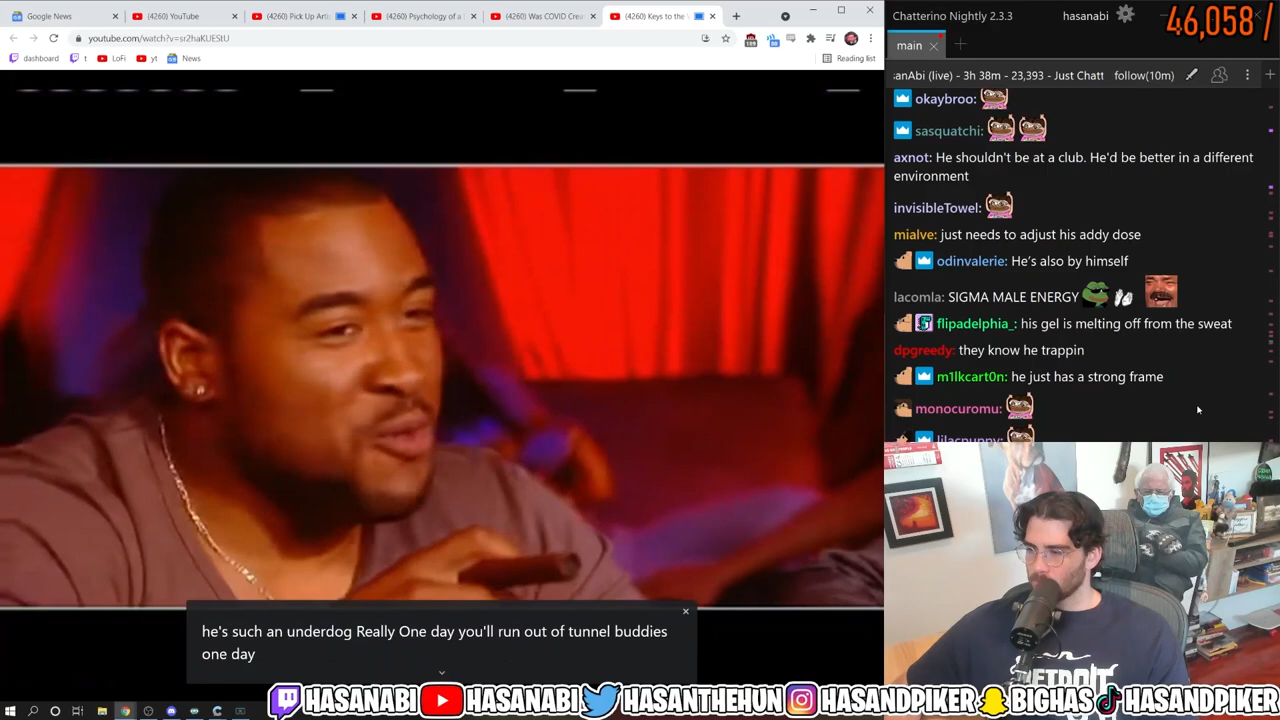 Google News
(4260) YouTube
(4260) Pick Up Arti
(4260) Psychology of a
(4260) Was COVID Crea
(4260) Keys to the
youtube.com/watch?v=sr2haKUEStU
dashboard
t
LoFi
yt
News
Reading list
Chatterino Nightly 2.3.3
hasanabi
46,058 /
main
sanAbi (live) - 3h 38m - 23,393 - Just Chatt
follow(10m)
okaybroo:
sasquatchi:
axnot: He shouldn't be at a club. He'd be better in a different
environment
invisibleTowel:
mialve: just needs to adjust his addy dose
odinvalerie: He's also by himself
lacomla: SIGMA MALE ENERGY
flipadelphia_: his gel is melting off from the sweat
dpgreedy: they know he trappin
m1lkcart0n: he just has a strong frame
monocuromu:
lilacpuppy:
he's such an underdog Really One day you'll run out of tunnel buddies
one day
DETROIT
HASANABI
HASANABI
HASANTHEHUN
HASANDPIKER
BIGHAS
HASANDPIKER